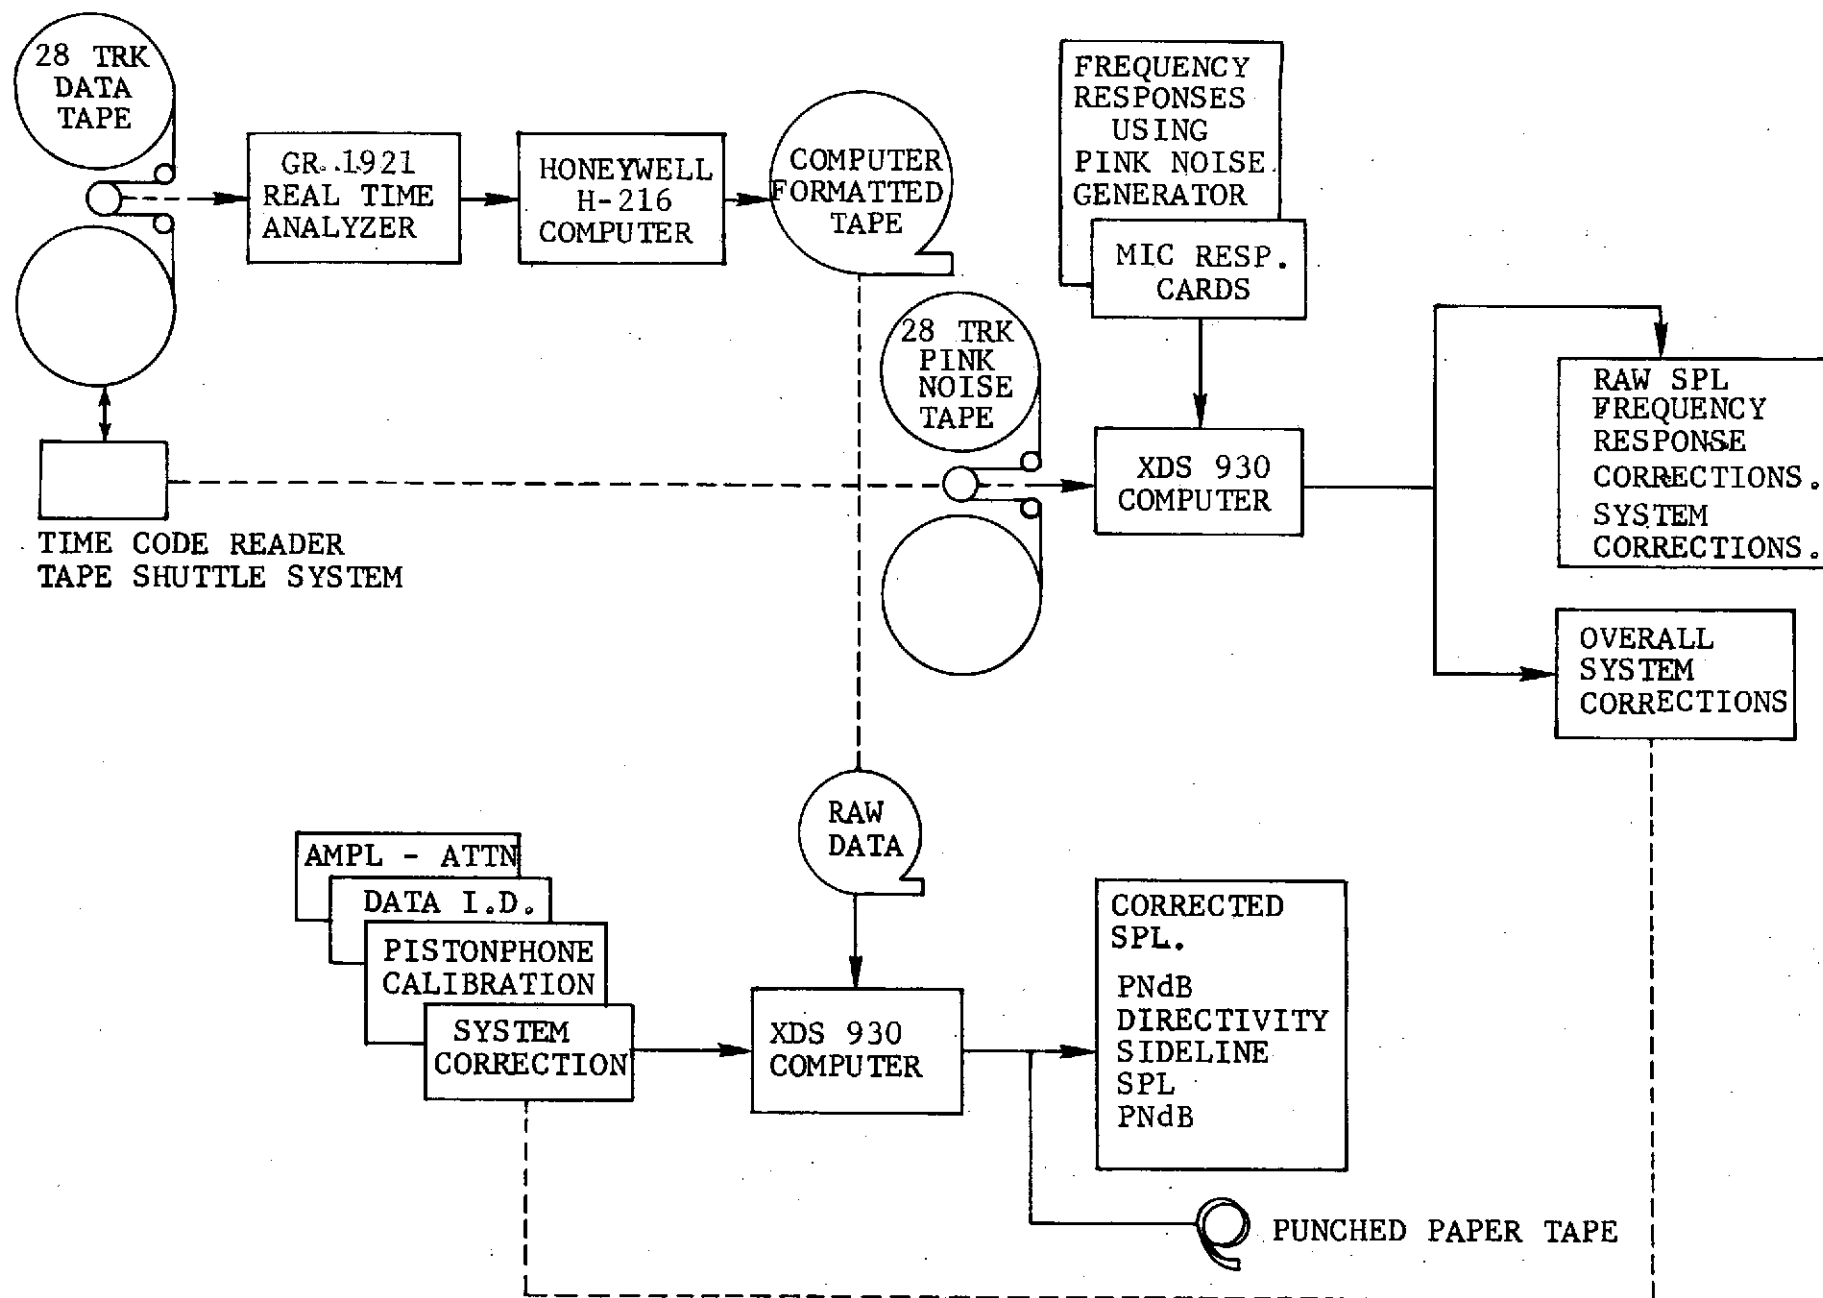 28 TRK
DATA
TAPE
GR. 1921
REAL TIME
ANALYZER
HONEYWELL
H-216
COMPUTER
COMPUTER
FORMATTED
TAPE
FREQUENCY
RESPONSES
USING
PINK NOISE
GENERATOR
MIC RESP.
CARDS
28 TRK
PINK
NOISE
TAPE
XDS 930
COMPUTER
RAW SPL
FREQUENCY
RESPONSE
CORRECTIONS.
SYSTEM
CORRECTIONS.
TIME CODE READER
TAPE SHUTTLE SYSTEM
OVERALL
SYSTEM
CORRECTIONS
RAW
DATA
AMPL - ATTN
DATA I.D.
PISTONPHONE
CALIBRATION
SYSTEM
CORRECTION
XDS 930
COMPUTER
CORRECTED
SPL.
PNdB
DIRECTIVITY
SIDELINE
SPL
PNdB
PUNCHED PAPER TAPE